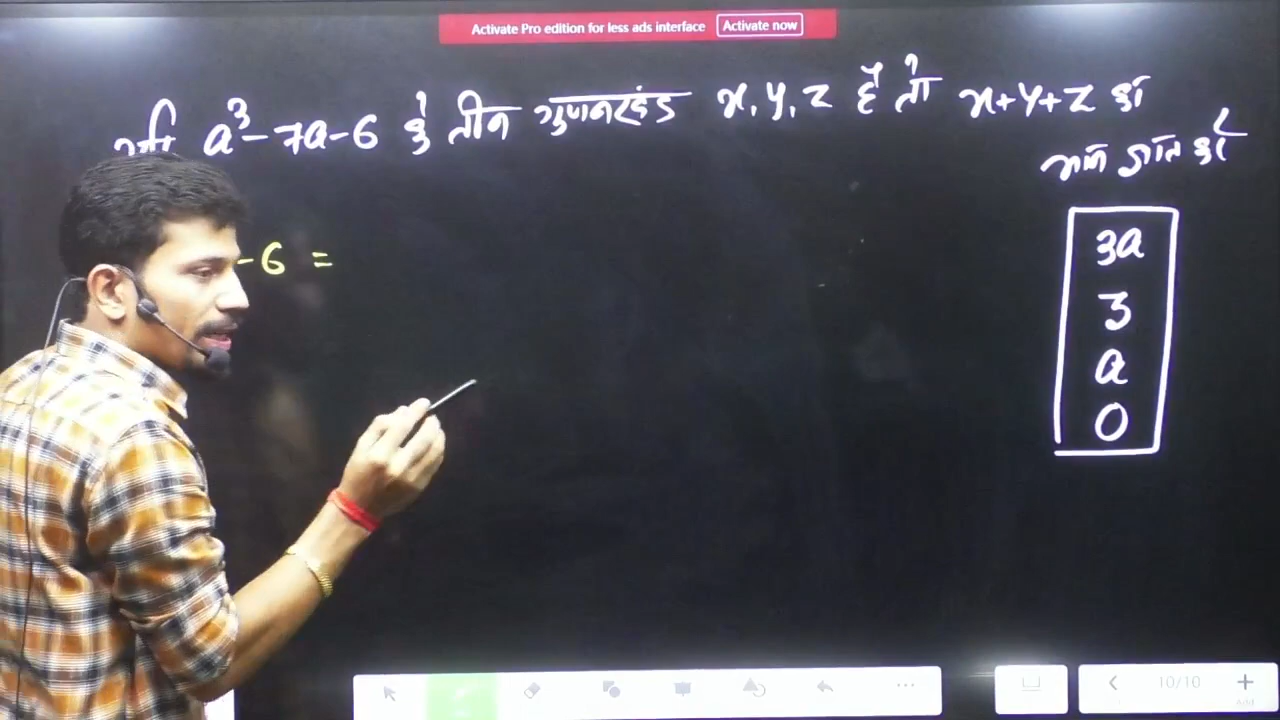 Activate Pro edition for less ads interface Activate now
a³-7a-6 के तीन गुणनखंड x, y, z है तो x+y+z का
मान ज्ञात करें
-6 =
3a
3
a
0
10/10
Add